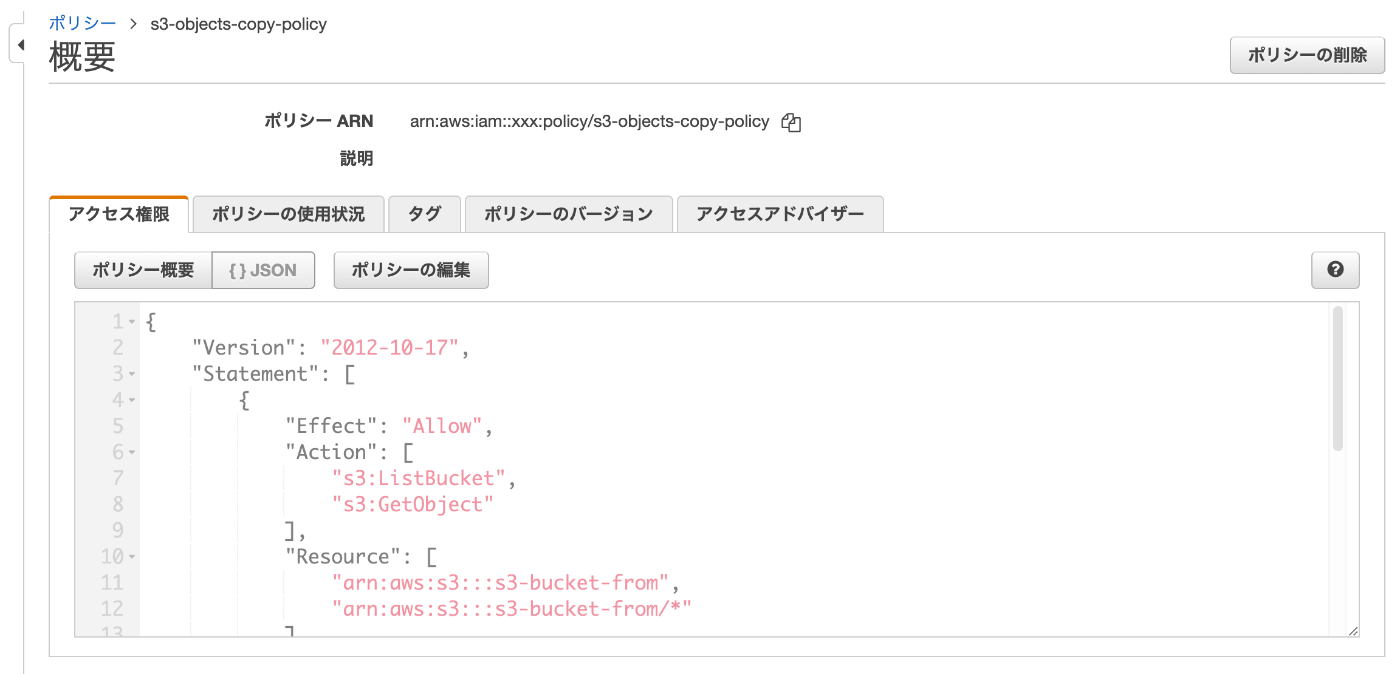 ポリシー > s3-objects-copy-policy
概要
ポリシーの削除
ポリシー ARN arn:aws:iam::xxx:policy/s3-objects-copy-policy
説明
アクセス権限 ポリシーの使用状況 タグ ポリシーのバージョン アクセスアドバイザー
ポリシー概要 {} JSON ポリシーの編集 ?
1 {
2 "Version": "2012-10-17",
3 "Statement": [
4 {
5 "Effect": "Allow",
6 "Action": [
7 "s3:ListBucket",
8 "s3:GetObject"
9 ],
10 "Resource": [
11 "arn:aws:s3:::s3-bucket-from",
12 "arn:aws:s3:::s3-bucket-from/*"
13 ]